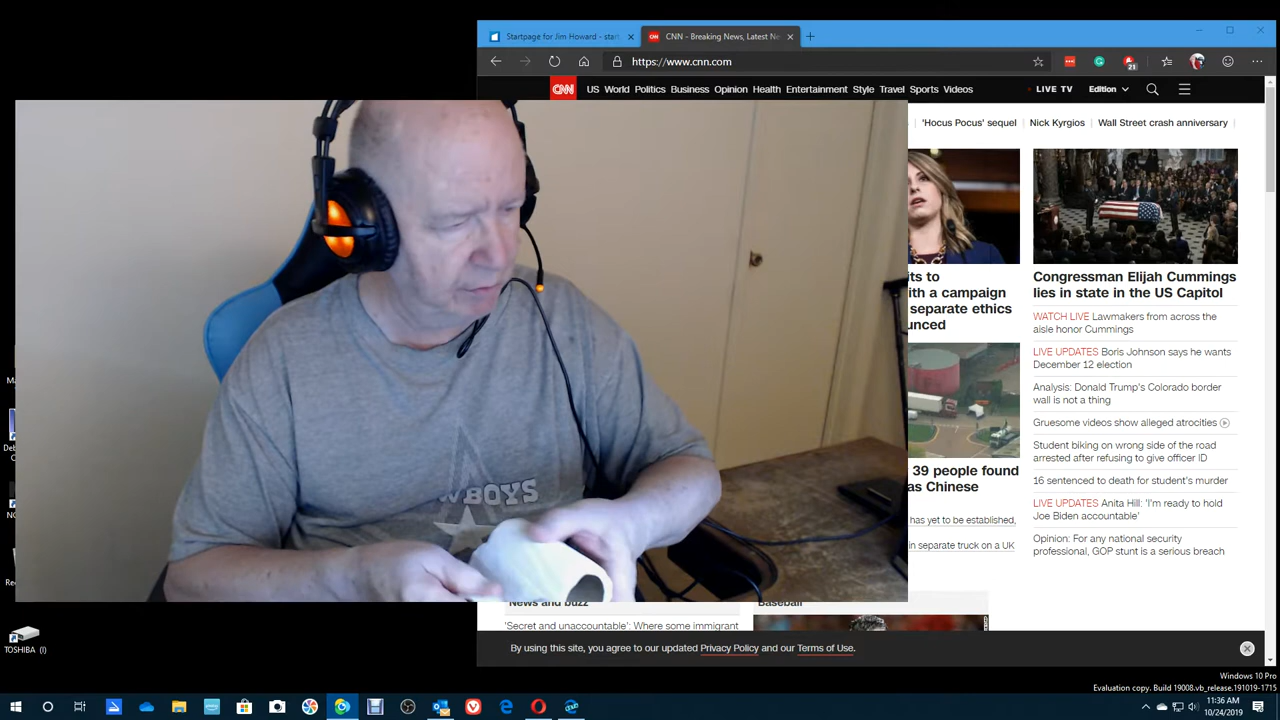 Startpage for Jim Howard - start
CNN - Breaking News, Latest Ne
https://www.cnn.com
21
CNN
US World Politics Business Opinion Health Entertainment Style Travel Sports Videos
LIVE TV
Edition
'Hocus Pocus' sequel
Nick Kyrgios
Wall Street crash anniversary
its to
ith a campaign
separate ethics
unced
39 people found
as Chinese
has yet to be established,
in separate truck on a UK
Congressman Elijah Cummings
lies in state in the US Capitol
WATCH LIVE Lawmakers from across the
aisle honor Cummings
LIVE UPDATES Boris Johnson says he wants
December 12 election
Analysis: Donald Trump's Colorado border
wall is not a thing
Gruesome videos show alleged atrocities
Student biking on wrong side of the road
arrested after refusing to give officer ID
16 sentenced to death for student's murder
LIVE UPDATES Anita Hill: 'I'm ready to hold
Joe Biden accountable'
Opinion: For any national security
professional, GOP stunt is a serious breach
WBOYS
News and buzz
'Secret and unaccountable': Where some immigrant
Baseball
By using this site, you agree to our updated Privacy Policy and our Terms of Use.
Ma
Deb
C
NC
Rec
TOSHIBA (I)
Windows 10 Pro
Evaluation copy. Build 19008.vb_release.191019-1715
11:36 AM
10/24/2019